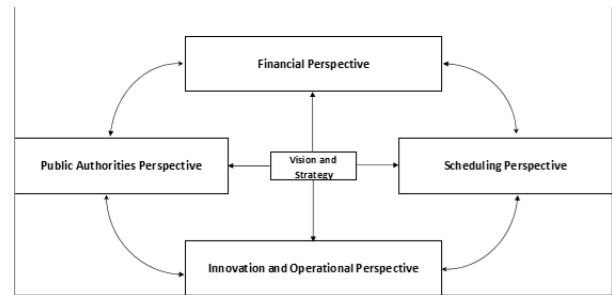 Financial Perspective
Public Authorities Perspective
Vision and
Strategy
Scheduling Perspective
Innovation and Operational Perspective